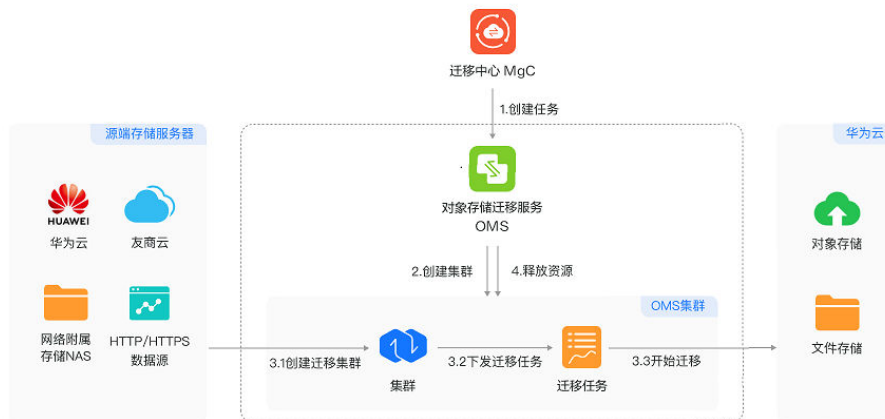 迁移中心 MgC
1.创建任务
源端存储服务器
华为云
HUAWEI
华为云
友商云
对象存储迁移服务
OMS
对象存储
2.创建集群
4.释放资源
OMS集群
网络附属
存储NAS
HTTP/HTTPS
数据源
3.1创建迁移集群
集群
3.2下发迁移任务
迁移任务
3.3开始迁移
文件存储